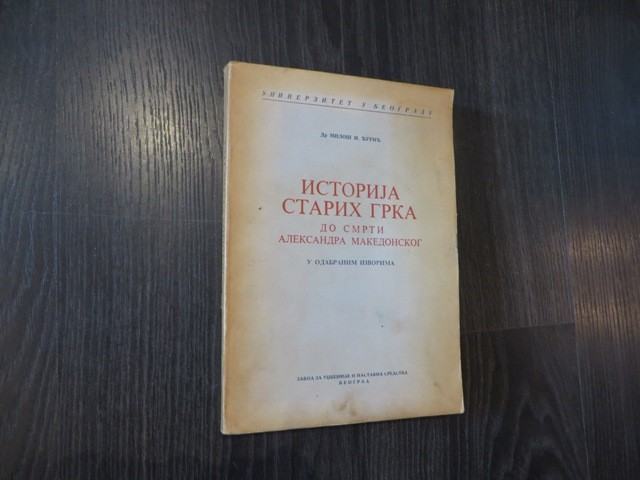 УНИВЕРЗИТЕТ У БЕОГРАДУ
Др МИЛОШ Н. ЂУРИЋ
ИСТОРИЈА
СТАРИХ ГРКА
ДО СМРТИ
АЛЕКСАНДРА МАКЕДОНСКОГ
У ОДАБРАНИМ ИЗВОРИМА
ЗАВОД ЗА УЏБЕНИКЕ И НАСТАВНА СРЕДСТВА
БЕОГРАД